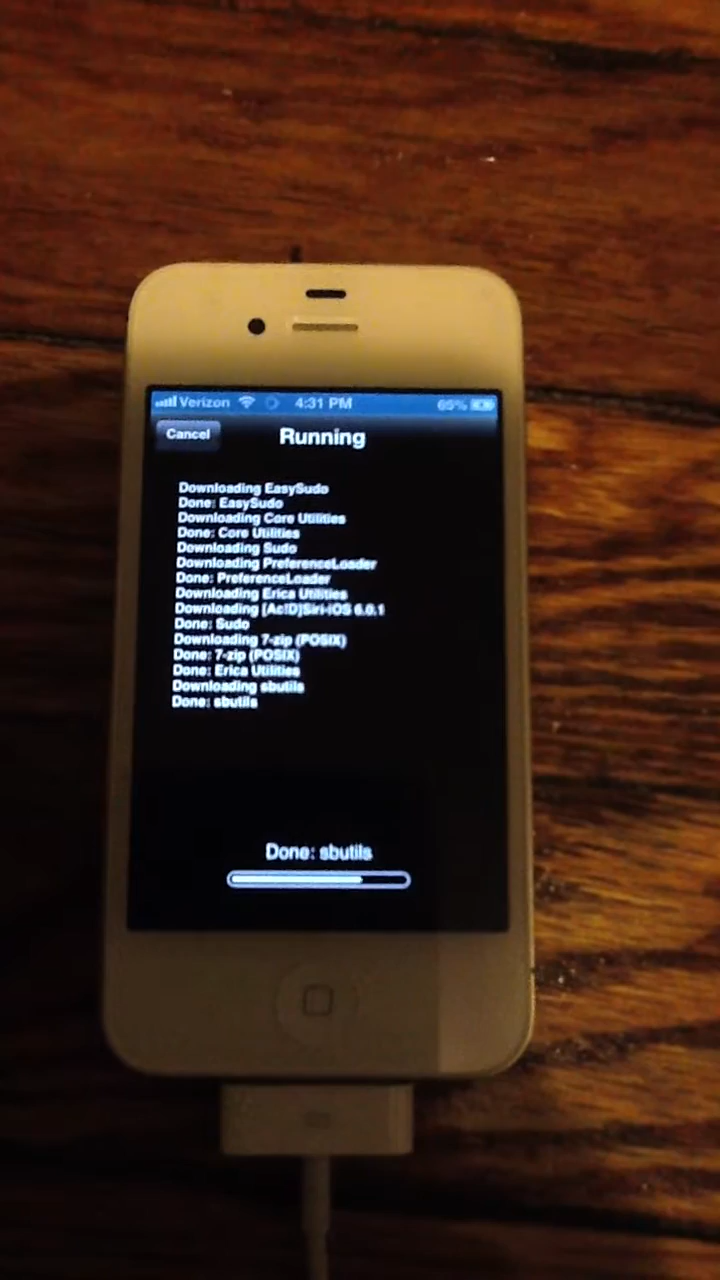 Verizon 4:31 PM 65%
Cancel Running
Downloading EasySudo
Done: EasySudo
Downloading Core Utilities
Done: Core Utilities
Downloading Sudo
Downloading PreferenceLoader
Done: PreferenceLoader
Downloading Erica Utilities
Downloading [Ac!D]Siri-iOS 6.0.1
Done: Sudo
Downloading 7-zip (POSIX)
Done: 7-zip (POSIX)
Done: Erica Utilities
Downloading sbutils
Done: sbutils
Done: sbutils